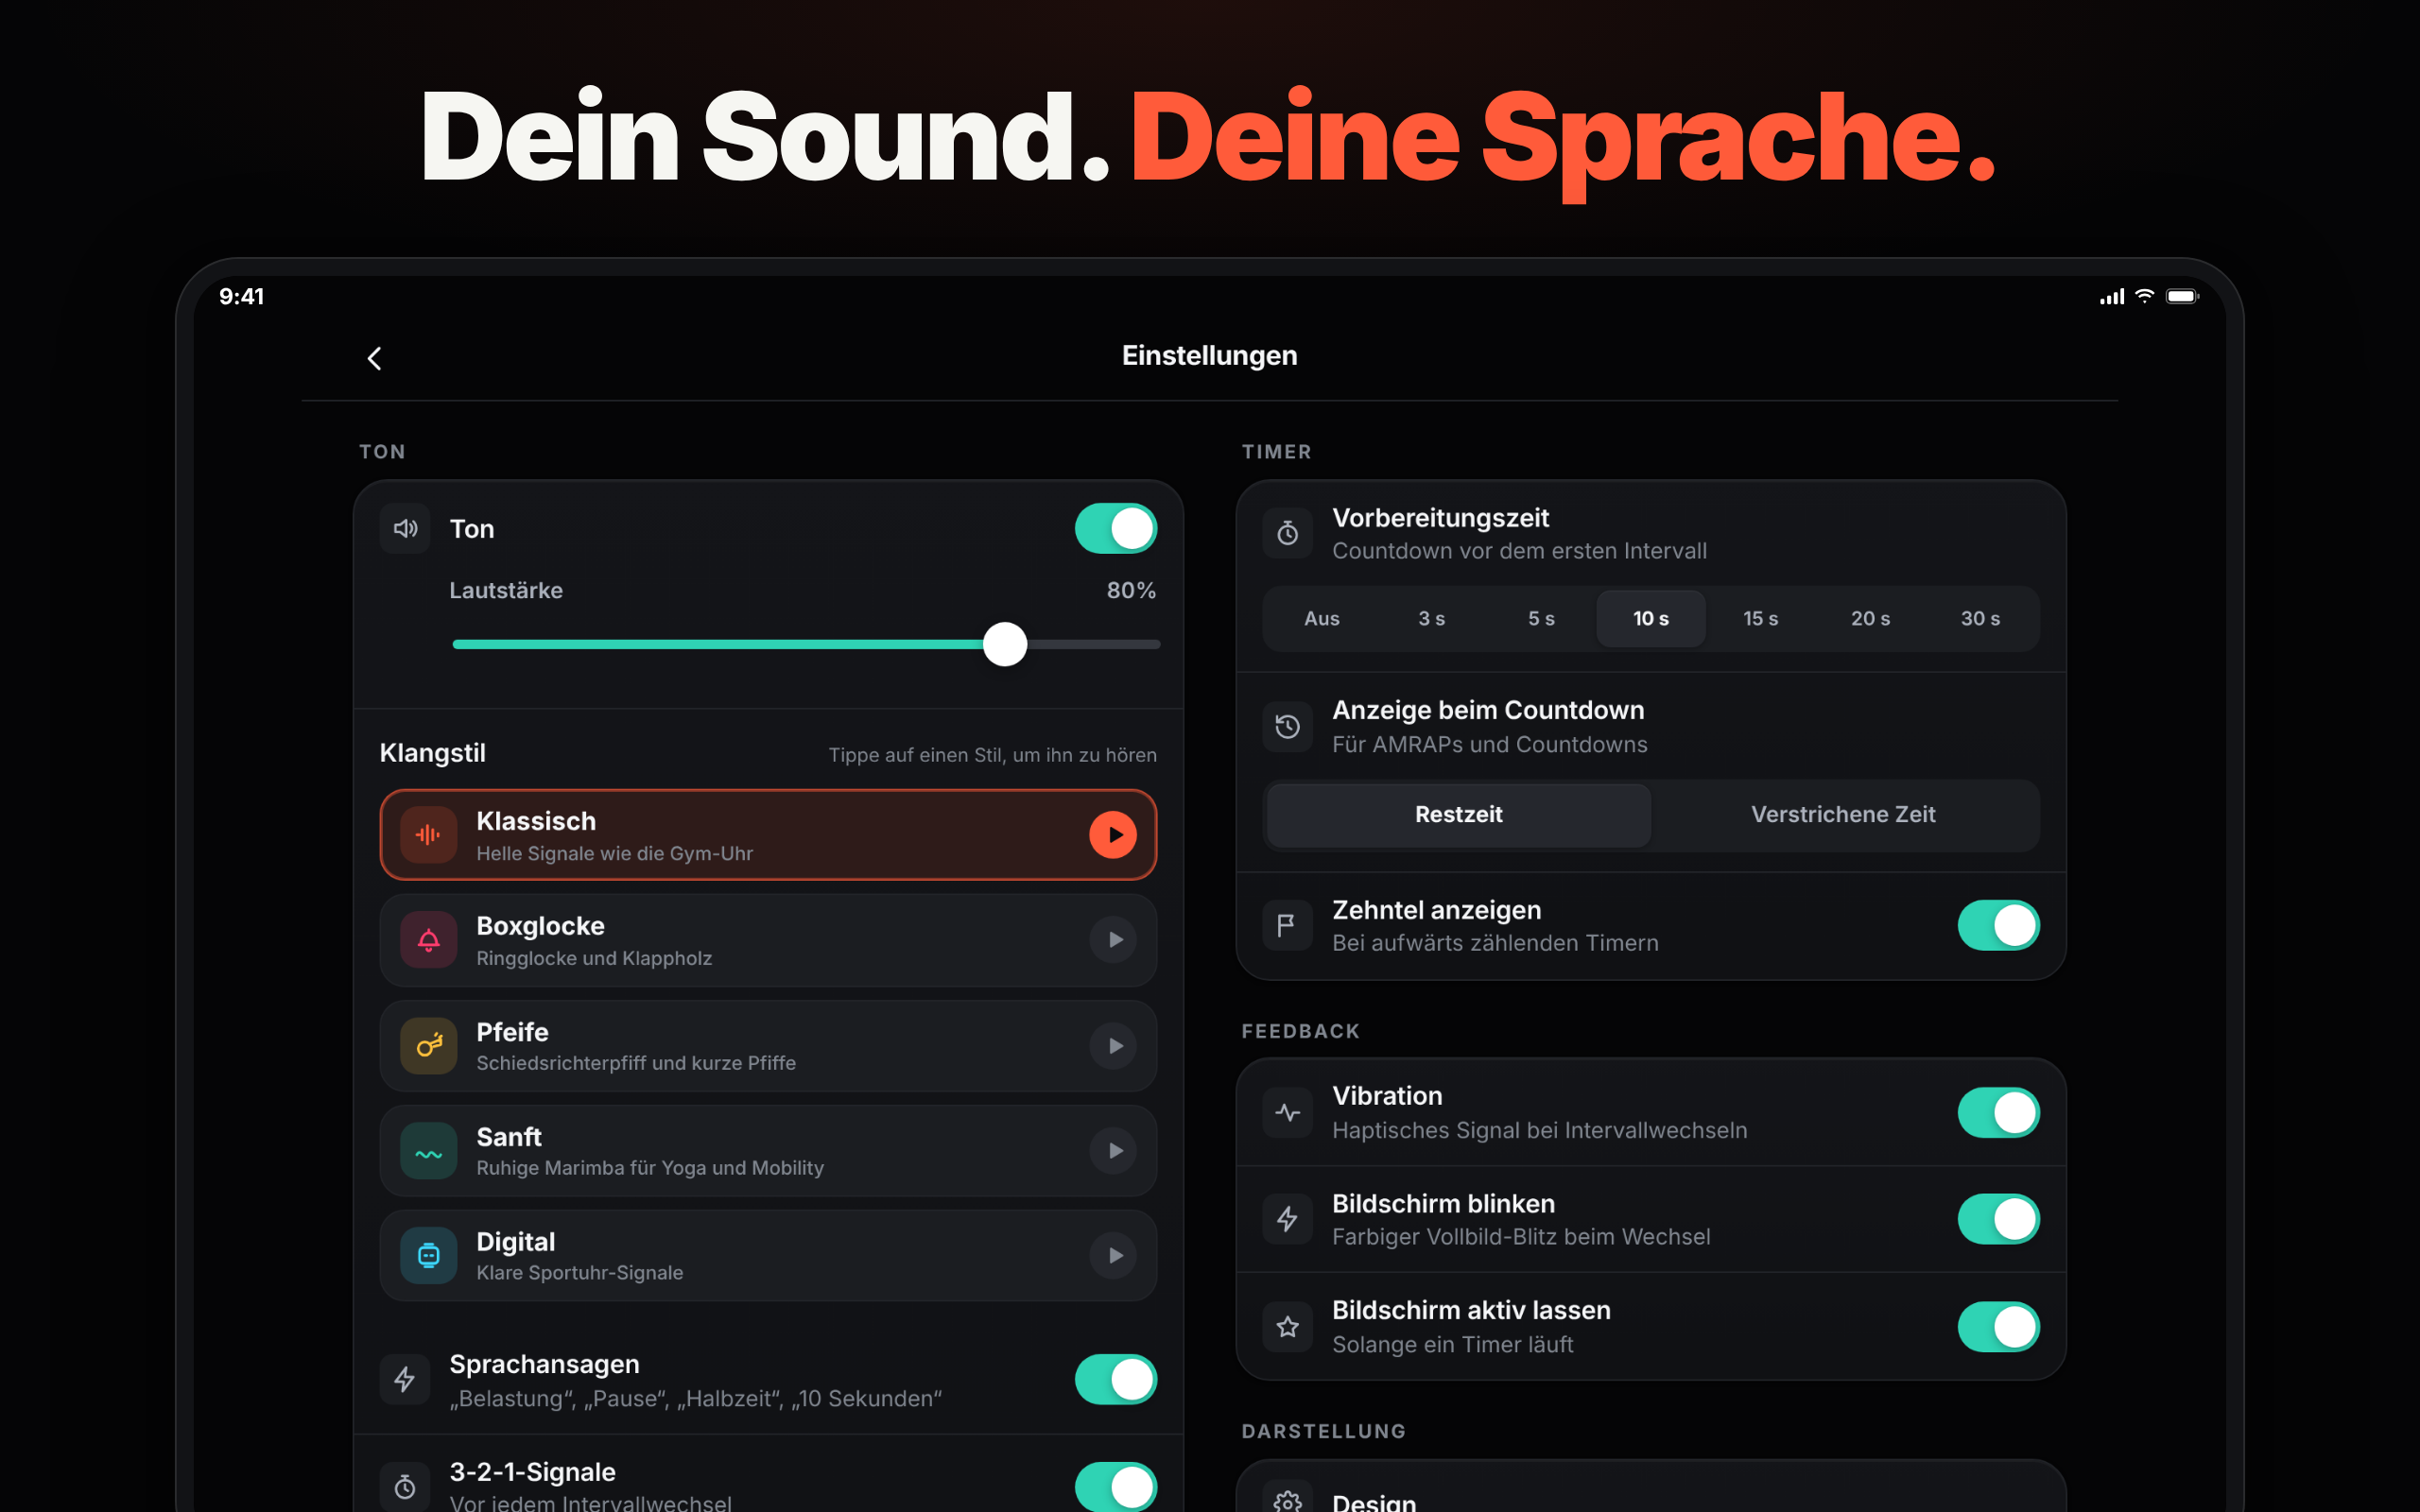 Dein Sound. Deine Sprache.
9:41
Einstellungen
TON
Ton
Lautstärke 80%
Klangstil Tippe auf einen Stil, um ihn zu hören
Klassisch
Helle Signale wie die Gym-Uhr
Boxglocke
Ringglocke und Klappholz
Pfeife
Schiedsrichterpfiff und kurze Pfiffe
Sanft
Ruhige Marimba für Yoga und Mobility
Digital
Klare Sportuhr-Signale
Sprachansagen
„Belastung“, „Pause“, „Halbzeit“, „10 Sekunden“
3-2-1-Signale
Vor jedem Intervallwechsel
TIMER
Vorbereitungszeit
Countdown vor dem ersten Intervall
Aus 3 s 5 s 10 s 15 s 20 s 30 s
Anzeige beim Countdown
Für AMRAPs und Countdowns
Restzeit Verstrichene Zeit
Zehntel anzeigen
Bei aufwärts zählenden Timern
FEEDBACK
Vibration
Haptisches Signal bei Intervallwechseln
Bildschirm blinken
Farbiger Vollbild-Blitz beim Wechsel
Bildschirm aktiv lassen
Solange ein Timer läuft
DARSTELLUNG
Design